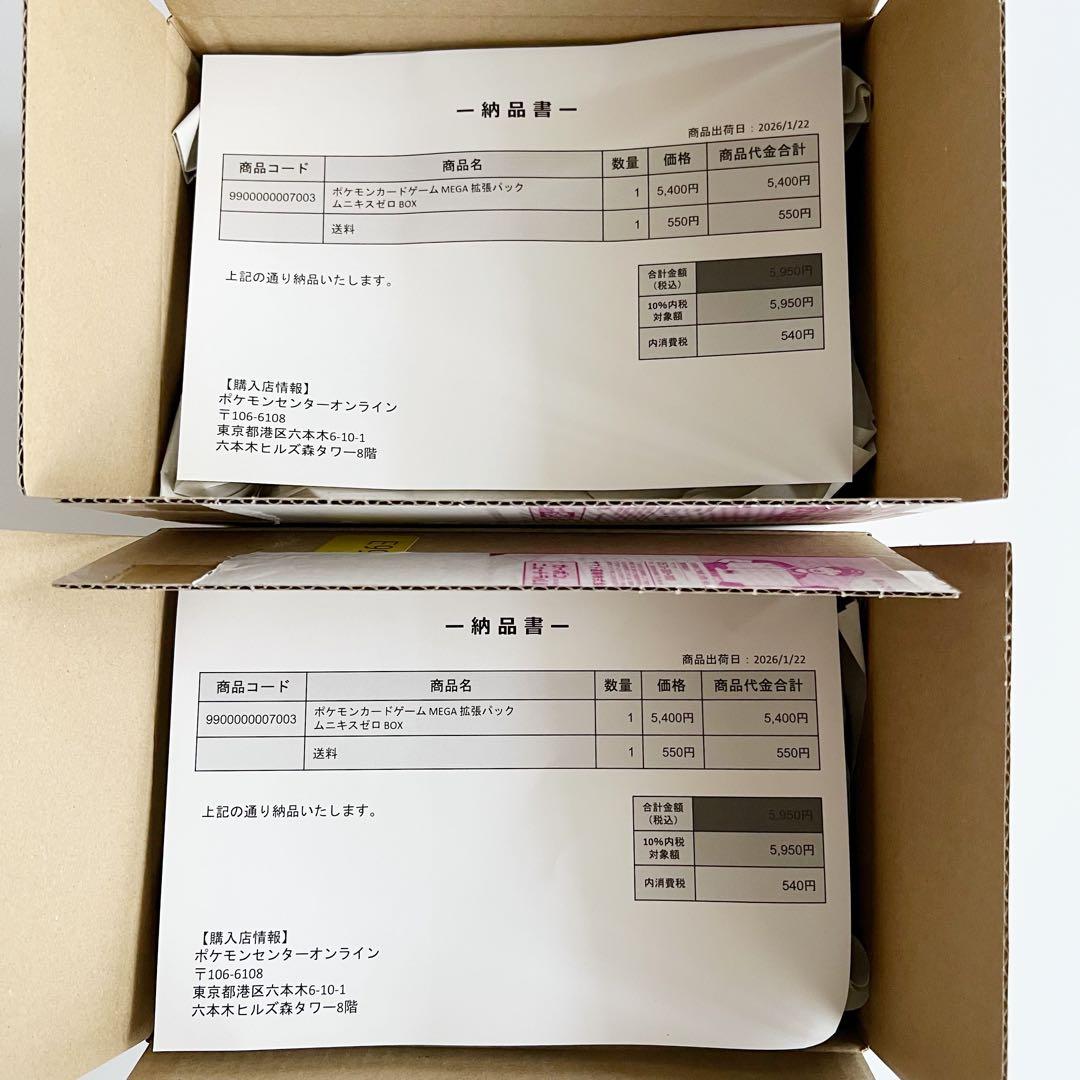 ー納品書ー
商品出荷日：2026/1/22
商品コード 商品名 数量 価格 商品代金合計
9900000007003 ポケモンカードゲーム MEGA 拡張パック 1 5,400円 5,400円
ムニキスゼロ BOX
送料 1 550円 550円
上記の通り納品いたします。
合計金額 5,950円
（税込）
10%内税 5,950円
対象額
内消費税 540円
【購入店情報】
ポケモンセンターオンライン
〒106-6108
東京都港区六本木6-10-1
六本木ヒルズ森タワー8階
ー納品書ー
商品出荷日：2026/1/22
商品コード 商品名 数量 価格 商品代金合計
9900000007003 ポケモンカードゲーム MEGA 拡張パック 1 5,400円 5,400円
ムニキスゼロ BOX
送料 1 550円 550円
上記の通り納品いたします。
合計金額 5,950円
（税込）
10%内税 5,950円
対象額
内消費税 540円
【購入店情報】
ポケモンセンターオンライン
〒106-6108
東京都港区六本木6-10-1
六本木ヒルズ森タワー8階